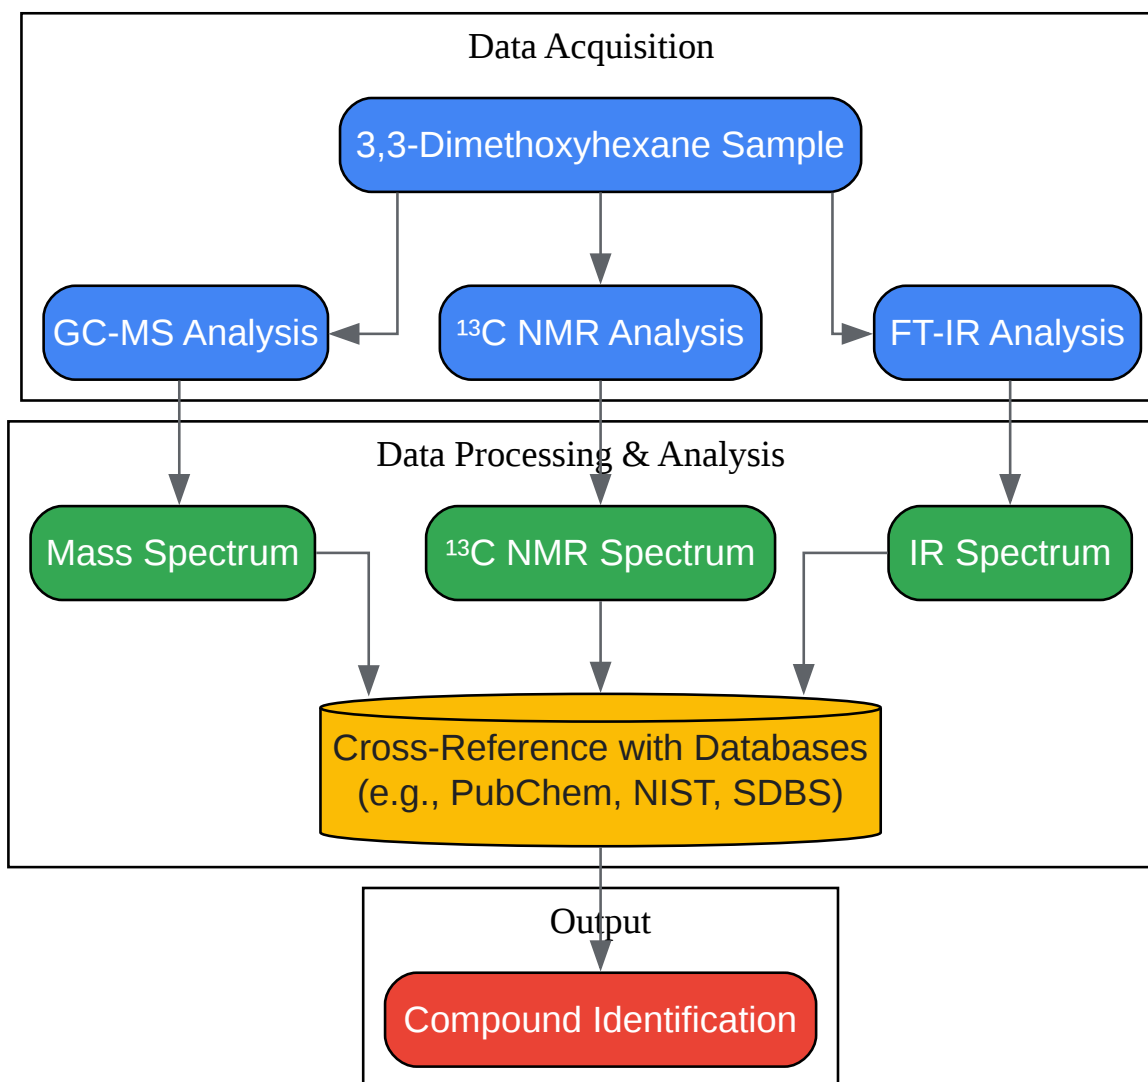 Data Acquisition
3,3-Dimethoxyhexane Sample
GC-MS Analysis
¹³C NMR Analysis
FT-IR Analysis
Data Processing & Analysis
Mass Spectrum
¹³C NMR Spectrum
IR Spectrum
Cross-Reference with Databases
(e.g., PubChem, NIST, SDBS)
Output
Compound Identification